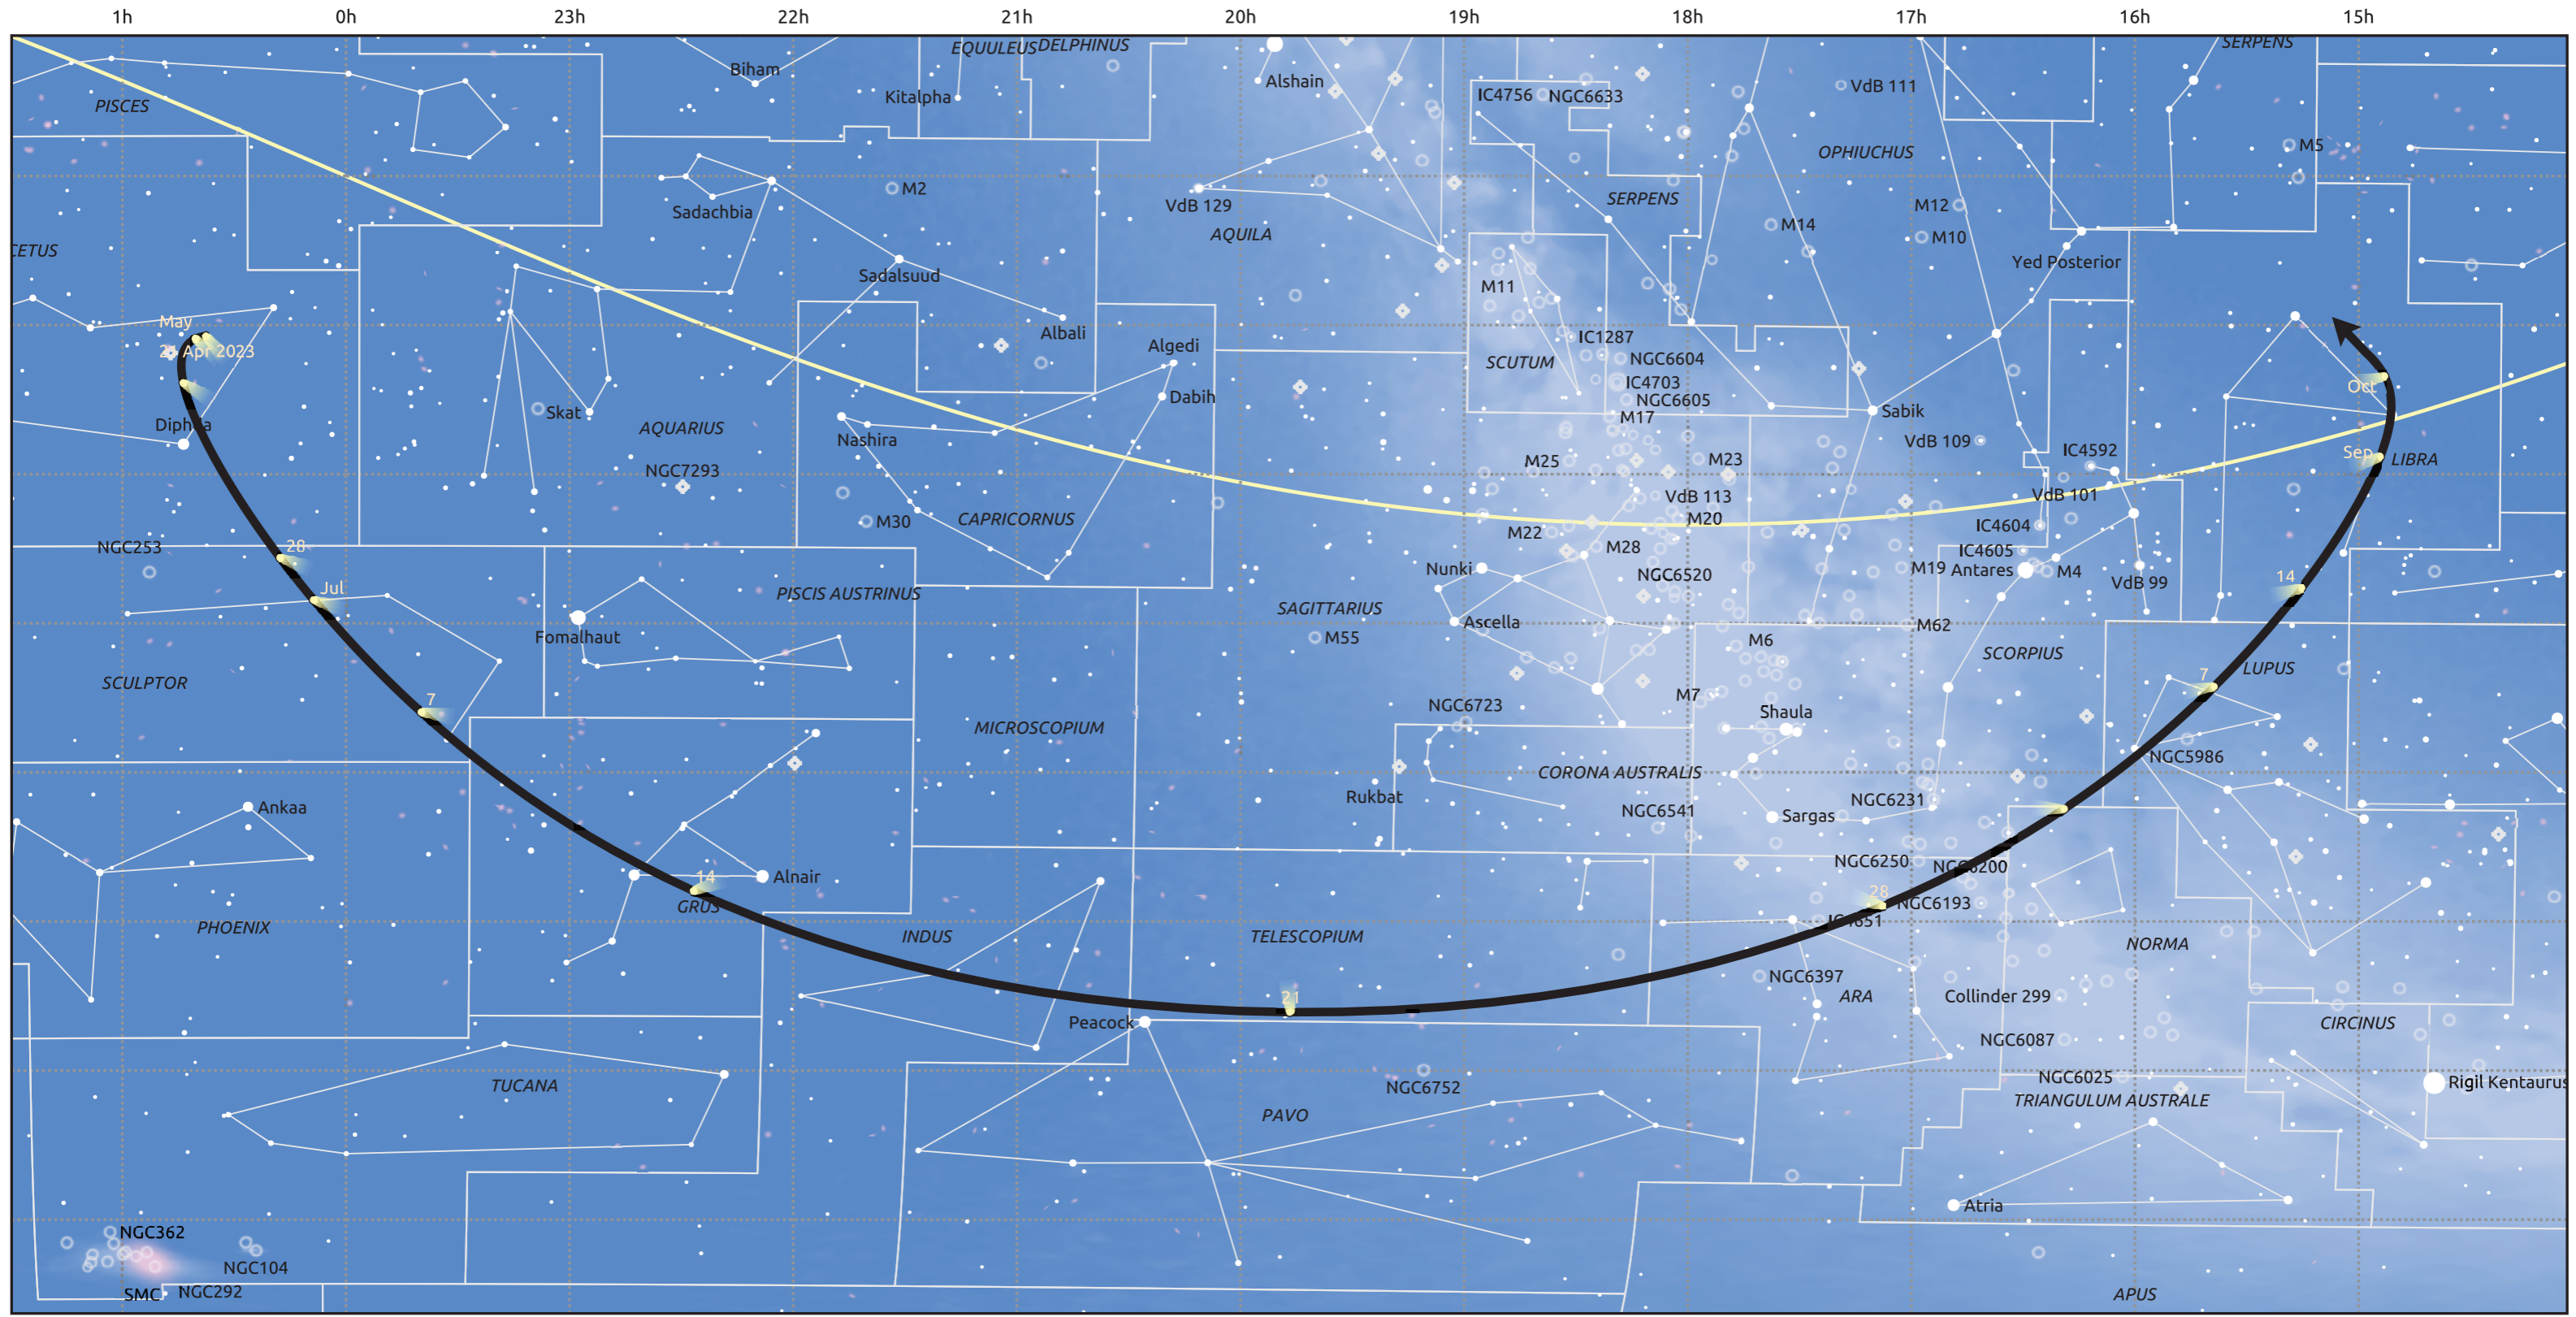 1h 0h 23h 22h 21h 20h 19h 18h 17h 16h 15h
EQUULEUS DELPHINUS SERPENS
Biham
Alshain
VdB 111
Kitalpha
IC4756 NGC6633
PISCES
M5
OPHIUCHUS
M2
SERPENS
Sadachbia
VdB 129
M12
M14
AQUILA
M10
CETUS
Yed Posterior
Sadalsuud
M11
May
Albali
IC1287
Algedi
21 Apr 2023
SCUTUM
NGC6604
IC4703
Oct
Dabih
NGC6605
Skat
M17
Sabik
Diphda
AQUARIUS
Nashira
VdB 109
IC4592
Sep
LIBRA
M25
M23
NGC7293
VdB 113
VdB 101
M30
CAPRICORNUS
M20
IC4604
M22
NGC253
28
M28
IC4605
Nunki
M19
Antares
M4
NGC6520
VdB 99
14
Jul
PISCIS AUSTRINUS
SAGITTARIUS
Ascella
M62
Fomalhaut
M55
M6
SCORPIUS
LUPUS
7
SCULPTOR
M7
7
NGC6723
Shaula
MICROSCOPIUM
NGC5986
CORONA AUSTRALIS
Rukbat
NGC6231
Ankaa
NGC6541
Sargas
NGC6250
NGC6200
14
Alnair
28
GRUS
NGC6193
IC4651
PHOENIX
INDUS
TELESCOPIUM
NORMA
NGC6397
21
ARA
Collinder 299
Peacock
CIRCINUS
NGC6087
NGC6025
Rigil Kentaurus
TUCANA
NGC6752
TRIANGULUM AUSTRALE
PAVO
Atria
NGC362
NGC104
SMC
NGC292
APUS